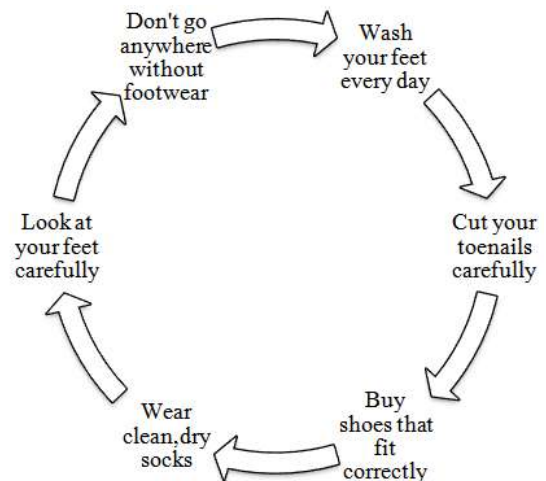 Don't go
anywhere
without
footwear
Wash
your feet
every day
Cut your
toenails
carefully
Buy
shoes that
fit
correctly
Wear
clean,dry
socks
Look at
your feet
carefully